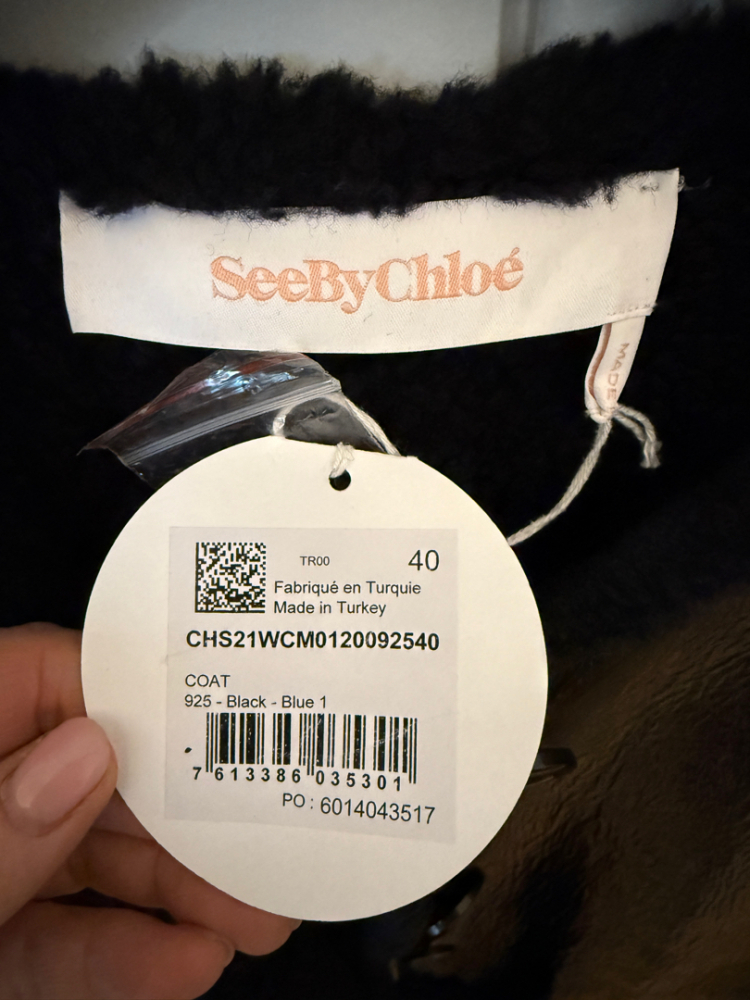 SeeByChloé
MADE
TR00 40
Fabriqué en Turquie
Made in Turkey
CHS21WCM0120092540
COAT
925 - Black - Blue 1
7 613386 035301
PO : 6014043517